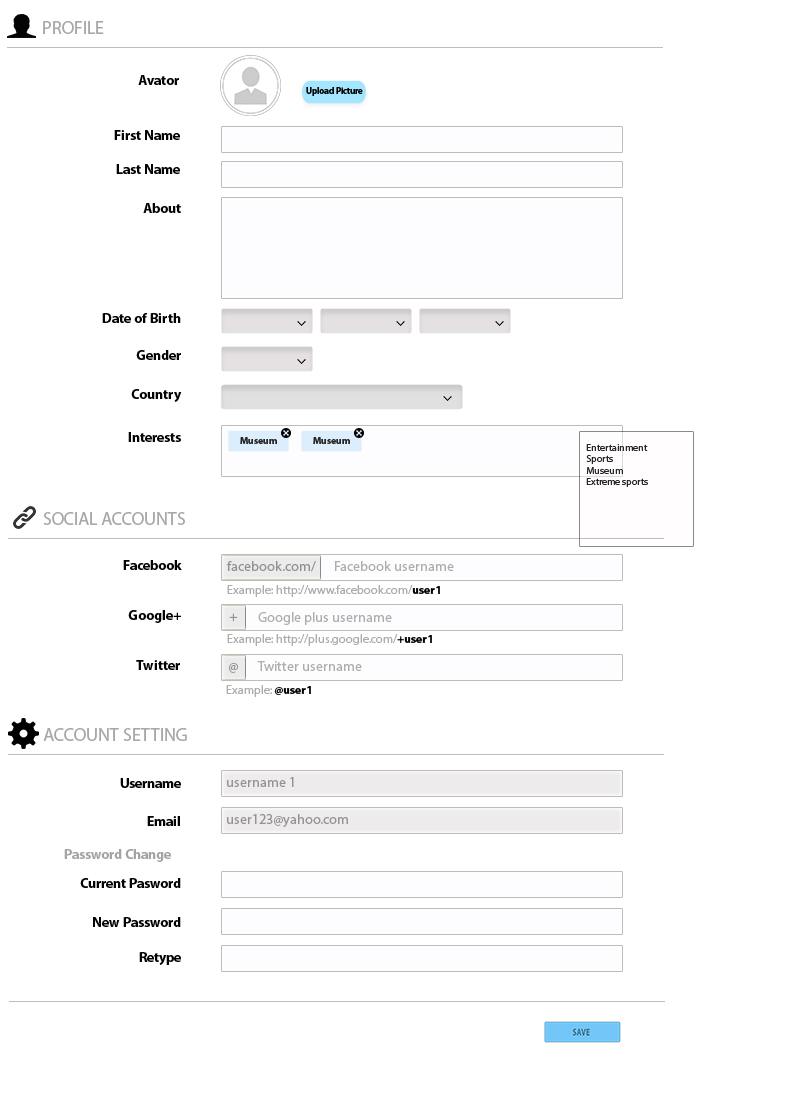 PROFILE
Avator
Upload Picture
First Name
Last Name
About
Date of Birth
Gender
Country
Interests
Museum Museum
Entertainment
Sports
Museum
Extreme sports
SOCIAL ACCOUNTS
Facebook facebook.com/ Facebook username
Example: http://www.facebook.com/user1
Google+ + Google plus username
Example: http://plus.google.com/+user1
Twitter @ Twitter username
Example: @user1
ACCOUNT SETTING
Username username 1
Email user123@yahoo.com
Password Change
Current Pasword
New Password
Retype
SAVE